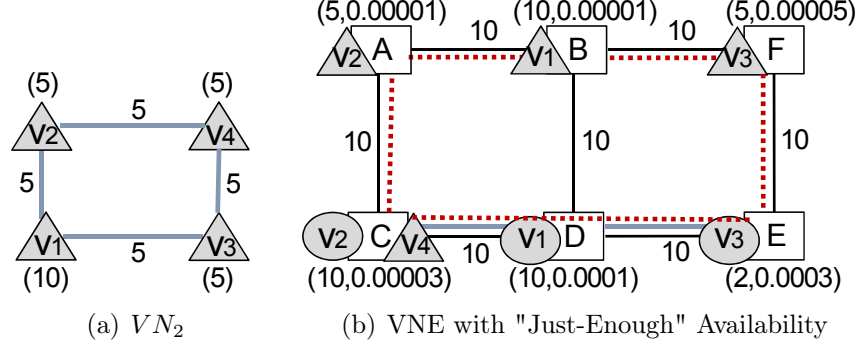 (5,0.00001) (10,0.00001) (5,0.00005)
10 10
V2 A V1 B V3 F
(5) (5)
5
V2 V4
10 10 10
5 5
V1 V3 V2 C V4 V1 D V3 E
5
10 10
(10) (5) (10,0.00003) (10,0.0001) (2,0.0003)
(a) VN2 (b) VNE with "Just-Enough" Availability